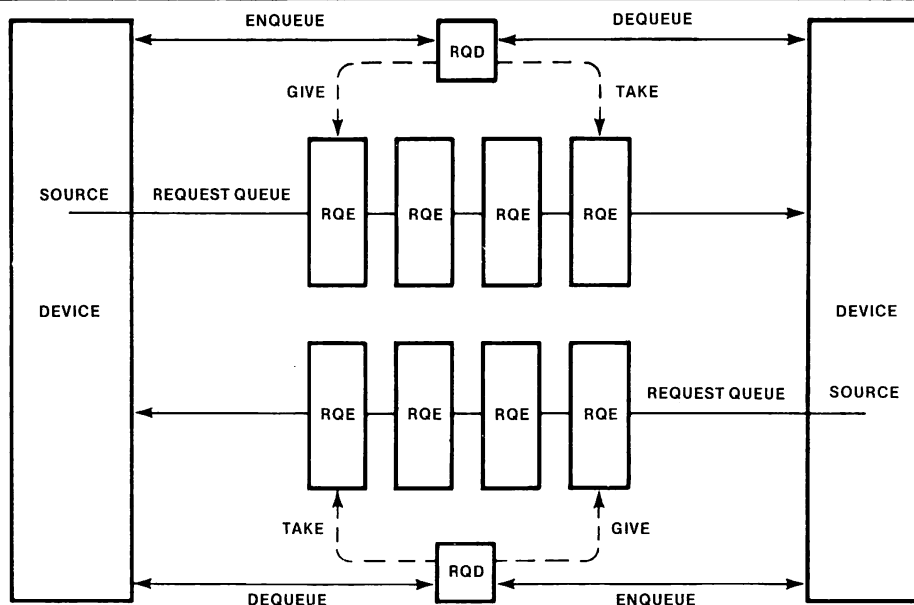 ENQUEUE
DEQUEUE
RQD
GIVE
TAKE
SOURCE
REQUEST QUEUE
RQE
RQE
RQE
RQE
DEVICE
DEVICE
RQE
RQE
RQE
RQE
REQUEST QUEUE
SOURCE
TAKE
GIVE
RQD
DEQUEUE
ENQUEUE